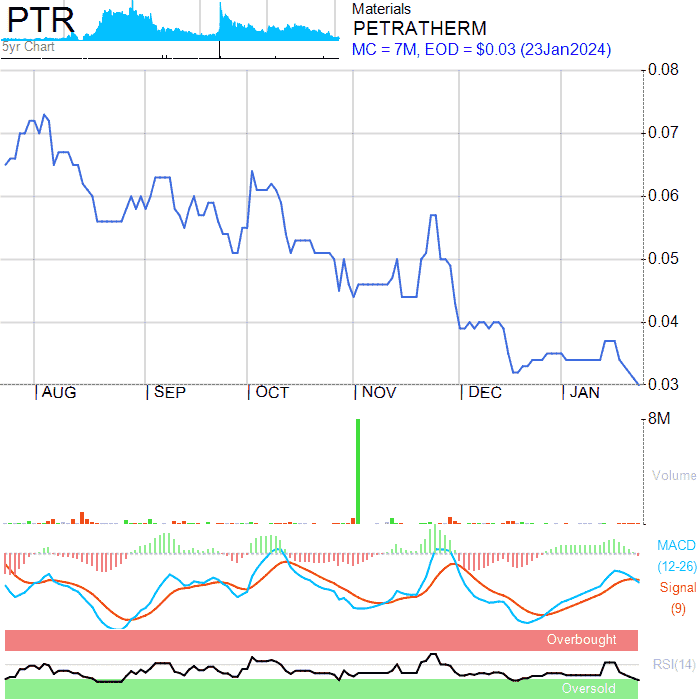 PTR
5yr Chart
Materials
PETRATHERM
MC = 7M, EOD = $0.03 (23Jan2024)
0.08
0.07
0.06
0.05
0.04
0.03
AUG SEP OCT NOV DEC JAN
8M
Volume
MACD
(12-26)
Signal
(9)
Overbought
RSI(14)
Oversold